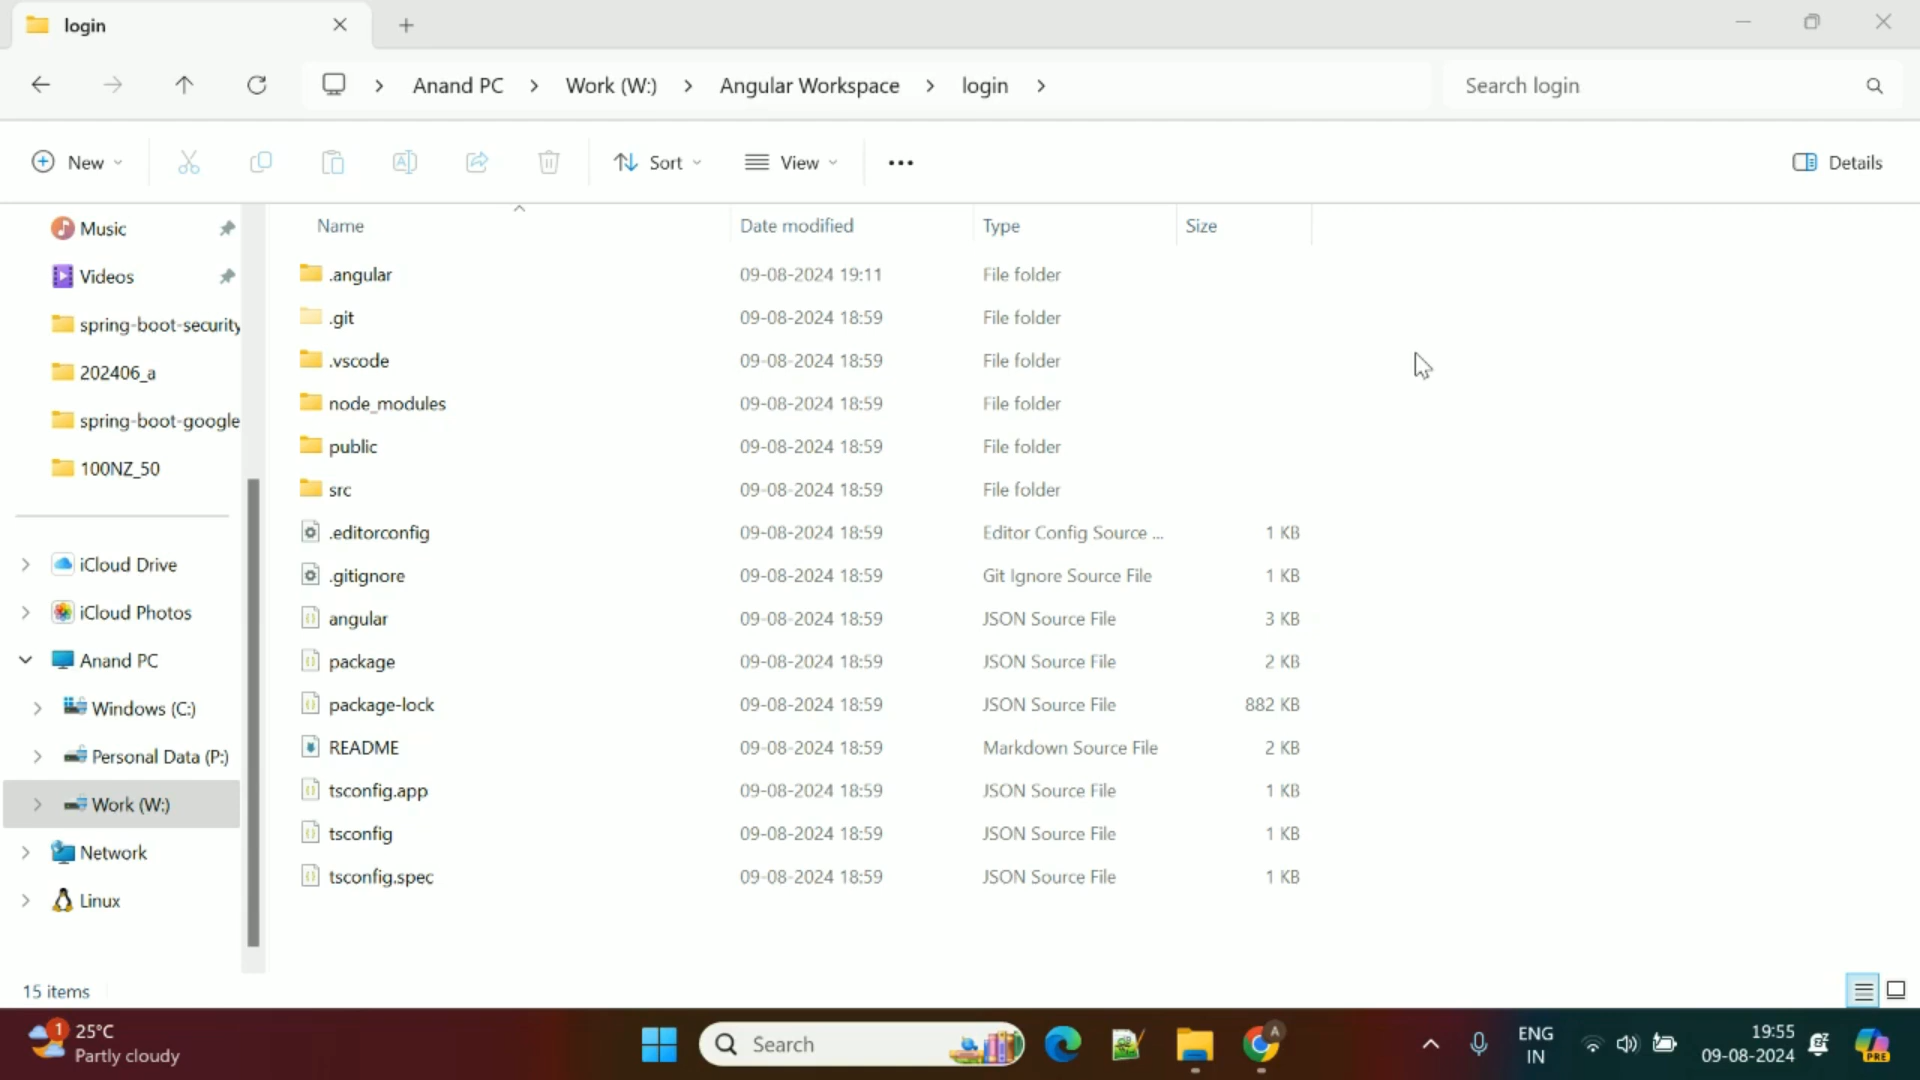 login
Anand PC > Work (W:) > Angular Workspace > login >
Search login
New
Sort
View
Details
Music
Videos
spring-boot-security
202406_a
spring-boot-google
100NZ_50
iCloud Drive
iCloud Photos
Anand PC
Windows (C:)
Personal Data (P:)
Work (W:)
Network
Linux
Name Date modified Type Size
.angular 09-08-2024 19:11 File folder
.git 09-08-2024 18:59 File folder
.vscode 09-08-2024 18:59 File folder
node_modules 09-08-2024 18:59 File folder
public 09-08-2024 18:59 File folder
src 09-08-2024 18:59 File folder
.editorconfig 09-08-2024 18:59 Editor Config Source ... 1 KB
.gitignore 09-08-2024 18:59 Git Ignore Source File 1 KB
angular 09-08-2024 18:59 JSON Source File 3 KB
package 09-08-2024 18:59 JSON Source File 2 KB
package-lock 09-08-2024 18:59 JSON Source File 882 KB
README 09-08-2024 18:59 Markdown Source File 2 KB
tsconfig.app 09-08-2024 18:59 JSON Source File 1 KB
tsconfig 09-08-2024 18:59 JSON Source File 1 KB
tsconfig.spec 09-08-2024 18:59 JSON Source File 1 KB
15 items
1
25°C
Partly cloudy
Search
A
ENG
IN
19:55
09-08-2024
PRE